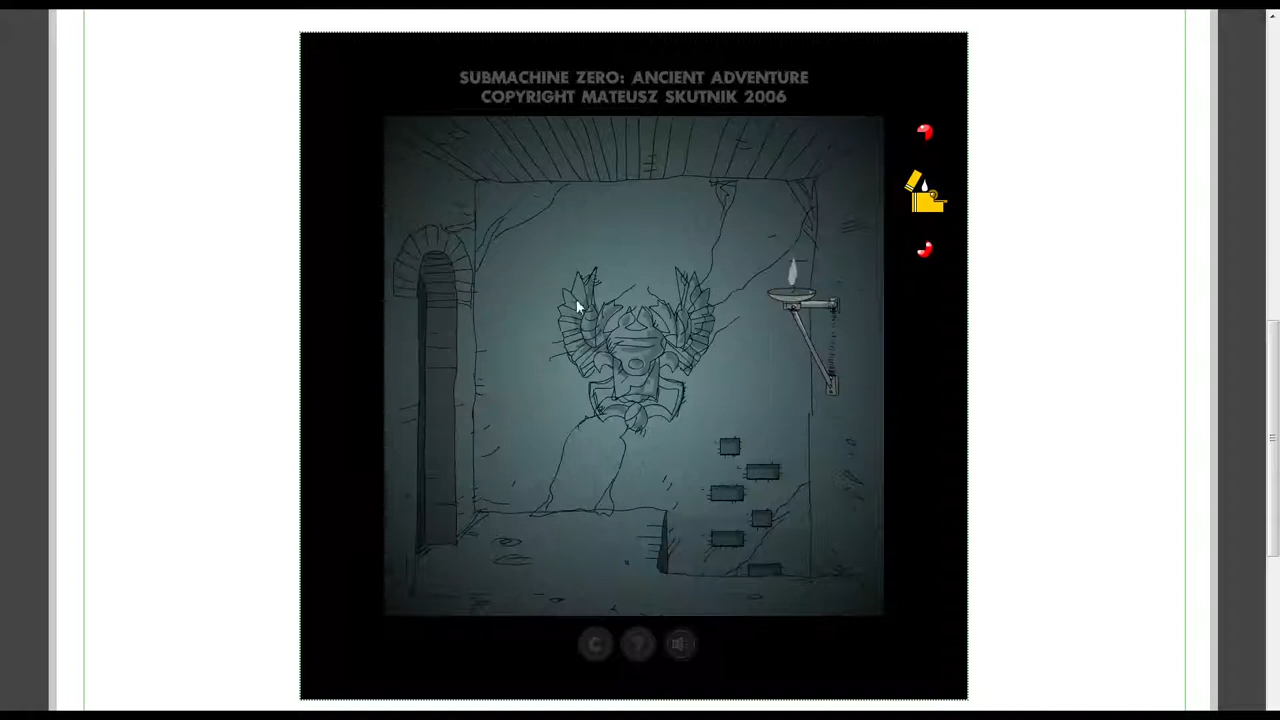 SUBMACHINE ZERO: ANCIENT ADVENTURE
COPYRIGHT MATEUSZ SKUTNIK 2006
C ?